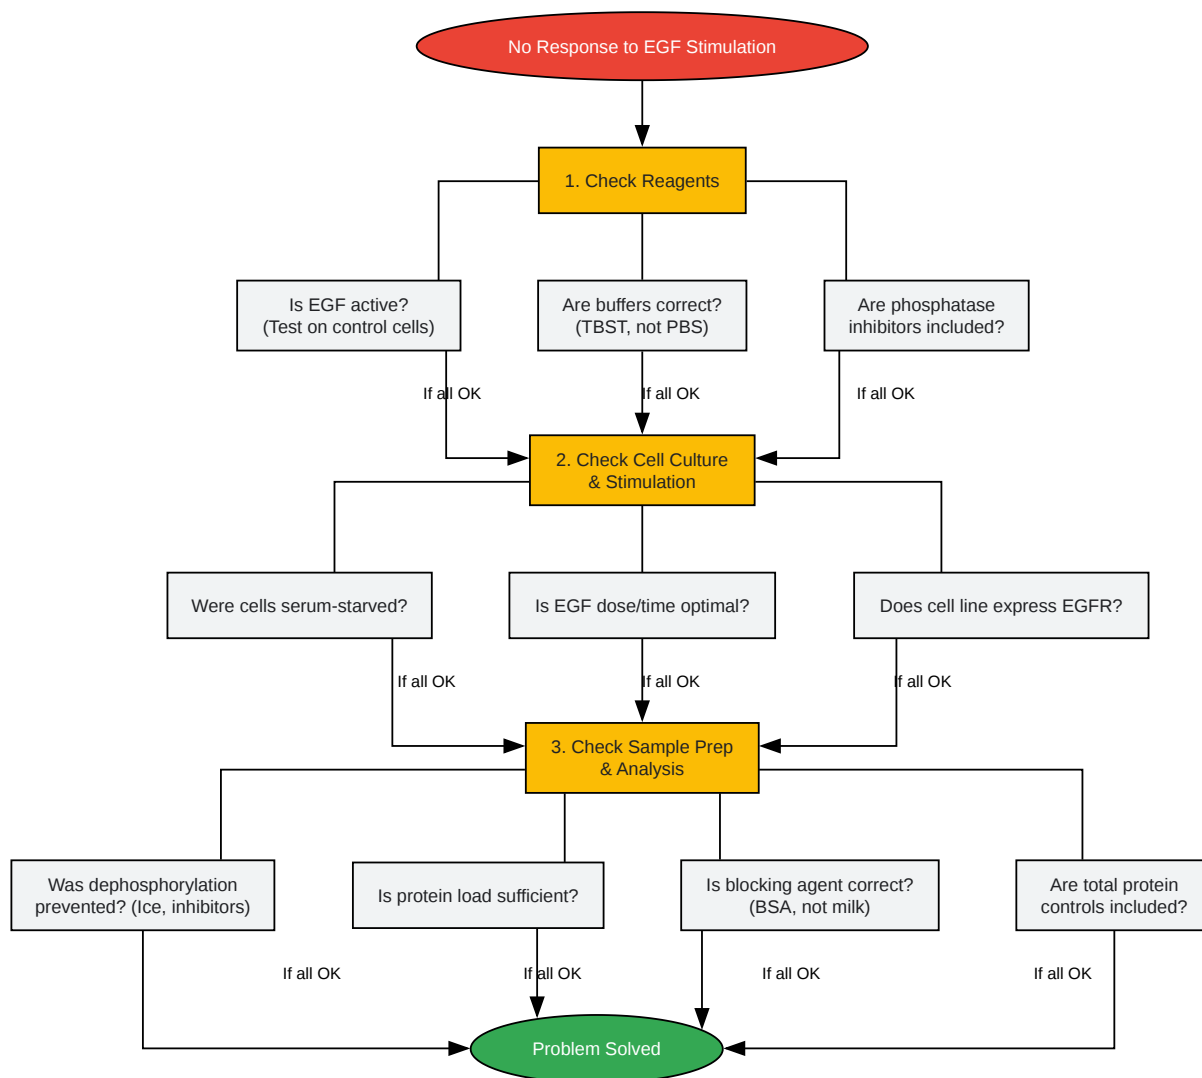 No Response to EGF Stimulation
1. Check Reagents
Is EGF active?
(Test on control cells)
Are buffers correct?
(TBST, not PBS)
Are phosphatase
inhibitors included?
If all OK
If all OK
If all OK
2. Check Cell Culture
& Stimulation
Were cells serum-starved?
Is EGF dose/time optimal?
Does cell line express EGFR?
If all OK
If all OK
If all OK
3. Check Sample Prep
& Analysis
Was dephosphorylation
prevented? (Ice, inhibitors)
Is protein load sufficient?
Is blocking agent correct?
(BSA, not milk)
Are total protein
controls included?
If all OK
If all OK
If all OK
If all OK
Problem Solved